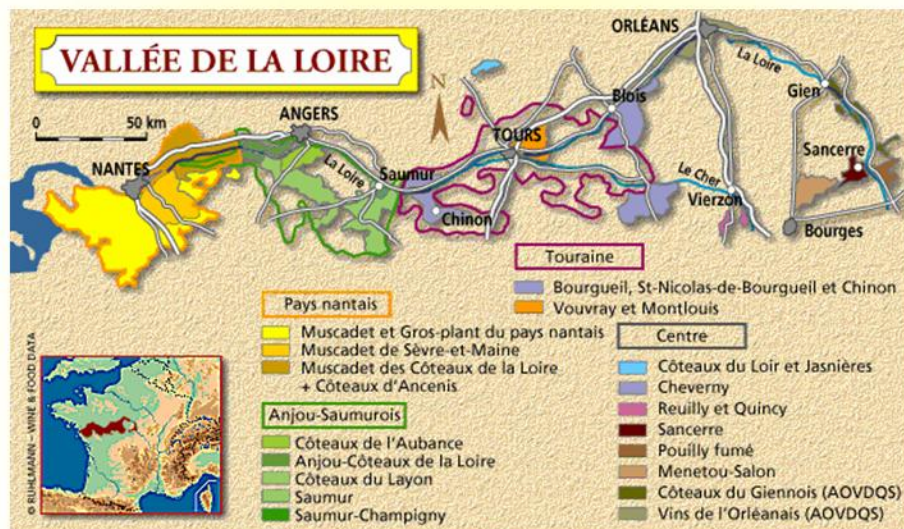 VALLÉE DE LA LOIRE
0 50 km
N
NANTES
ANGERS
La Loire
Saumur
Chinon
TOURS
Blois
ORLÉANS
La Loire
Gien
Sancerre
Le Cher
Vierzon
Bourges
Pays nantais
Muscadet et Gros-plant du pays nantais
Muscadet de Sèvre-et-Maine
Muscadet des Côteaux de la Loire
+ Côteaux d'Ancenis
Anjou-Saumurois
Côteaux de l'Aubance
Anjou-Côteaux de la Loire
Côteaux du Layon
Saumur
Saumur-Champigny
Touraine
Bourgueil, St-Nicolas-de-Bourgueil et Chinon
Vouvray et Montlouis
Centre
Côteaux du Loir et Jasnières
Cheverny
Reuilly et Quincy
Sancerre
Pouilly fumé
Menetou-Salon
Côteaux du Giennois (AOVDQS)
Vins de l'Orléanais (AOVDQS)
© RUHLMANN – WINE & FOOD DATA